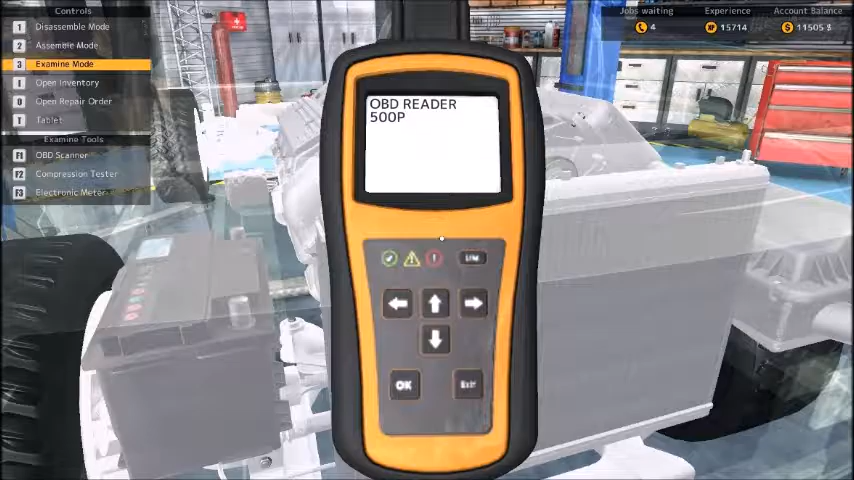 Controls
1 Disassemble Mode
2 Assemble Mode
3 Examine Mode
I Open Inventory
O Open Repair Order
T Tablet
Examine Tools
F1 OBD Scanner
F2 Compression Tester
F3 Electronic Meter
Jobs waiting
4
Experience
15714
Account Balance
11505 $
OBD READER
500P
OK
Exit